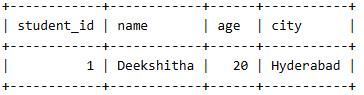 +------------+------------+------+-----------+
| student_id | name       | age  | city      |
+------------+------------+------+-----------+
|          1 | Deekshitha |   20 | Hyderabad |
+------------+------------+------+-----------+